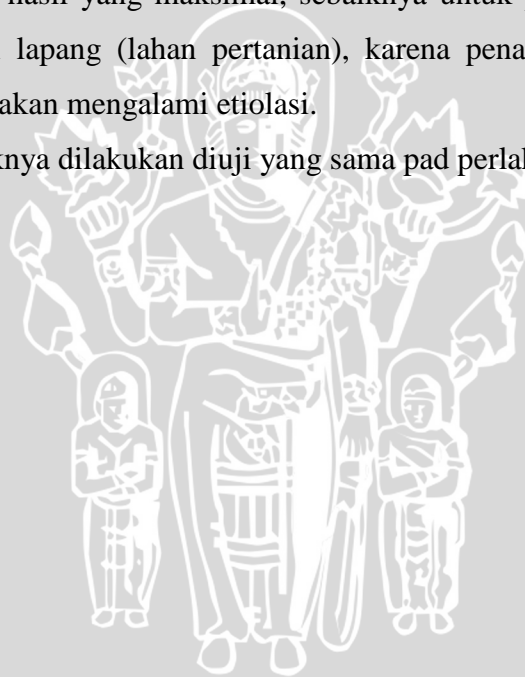 hasil yang maksimal, sebaiknya untuk
lapang (lahan pertanian), karena pena
akan mengalami etiolasi.
knya dilakukan diuji yang sama pad perlal